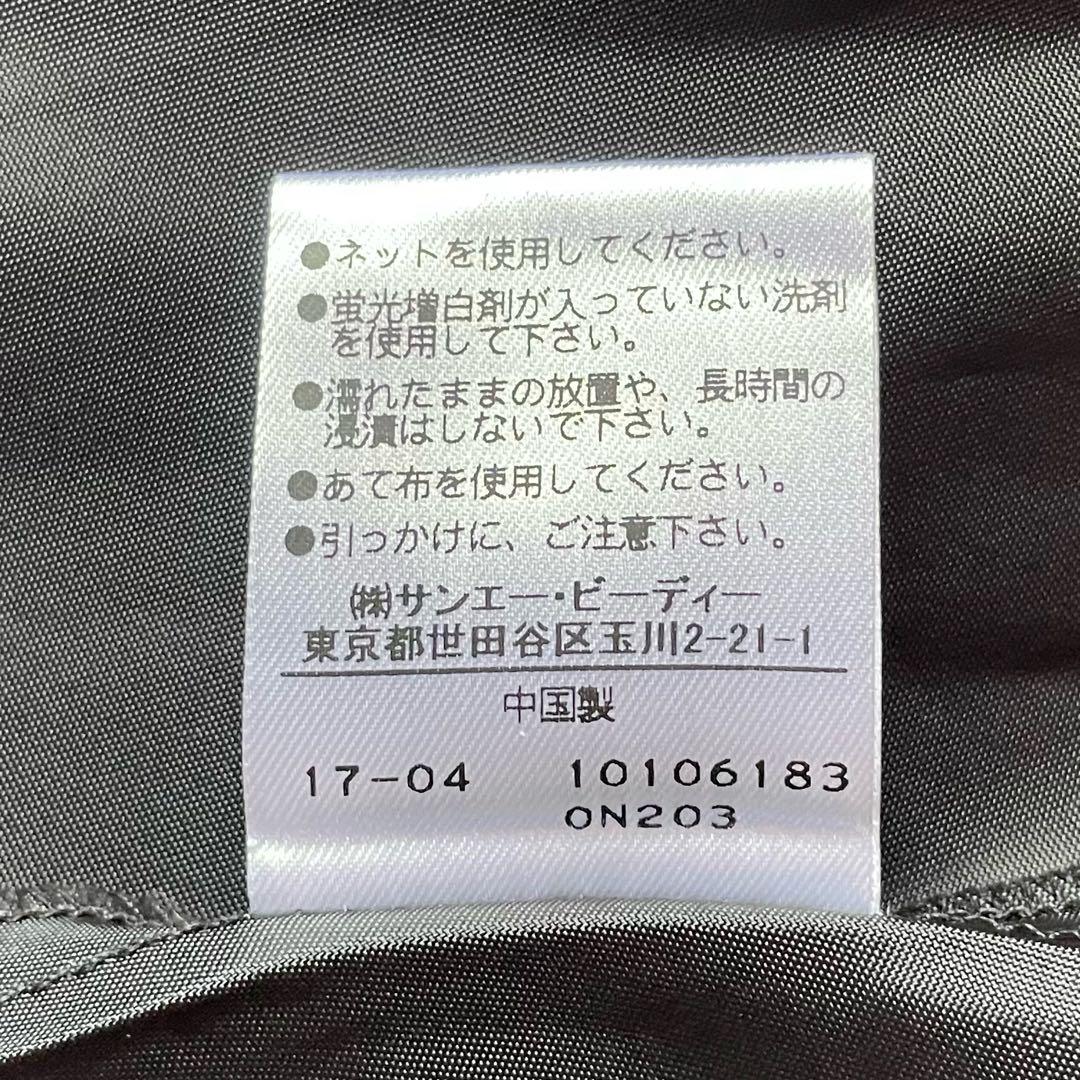 ●ネットを使用してください。
●蛍光増白剤が入っていない洗剤
を使用して下さい。
●濡れたままの放置や、長時間の
浸漬はしないで下さい。
●あて布を使用してください。
●引っかけに、ご注意下さい。
㈱サンエー・ビーディー
東京都世田谷区玉川2-21-1
中国製
17-04 10106183
0N203